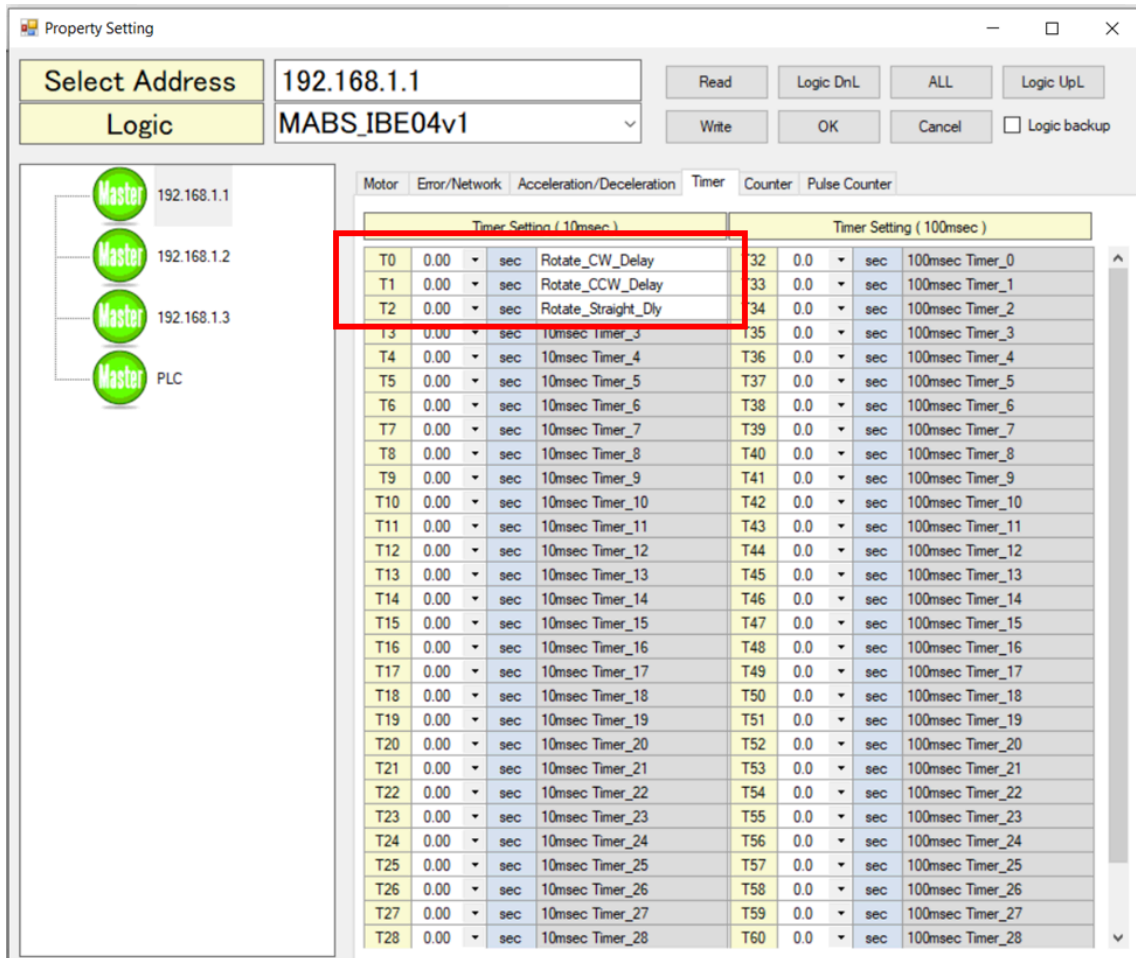 Property Setting
Select Address 192.168.1.1 Read Logic DnL ALL Logic UpL
Logic MABS_IBE04v1 Write OK Cancel Logic backup
Master 192.168.1.1
Master 192.168.1.2
Master 192.168.1.3
Master PLC
Motor Error/Network Acceleration/Deceleration Timer Counter Pulse Counter
Timer Setting ( 10msec ) Timer Setting ( 100msec )
T0 0.00 sec Rotate_CW_Delay T32 0.0 sec 100msec Timer_0
T1 0.00 sec Rotate_CCW_Delay T33 0.0 sec 100msec Timer_1
T2 0.00 sec Rotate_Straight_Dly T34 0.0 sec 100msec Timer_2
T3 0.00 sec 10msec Timer_3 T35 0.0 sec 100msec Timer_3
T4 0.00 sec 10msec Timer_4 T36 0.0 sec 100msec Timer_4
T5 0.00 sec 10msec Timer_5 T37 0.0 sec 100msec Timer_5
T6 0.00 sec 10msec Timer_6 T38 0.0 sec 100msec Timer_6
T7 0.00 sec 10msec Timer_7 T39 0.0 sec 100msec Timer_7
T8 0.00 sec 10msec Timer_8 T40 0.0 sec 100msec Timer_8
T9 0.00 sec 10msec Timer_9 T41 0.0 sec 100msec Timer_9
T10 0.00 sec 10msec Timer_10 T42 0.0 sec 100msec Timer_10
T11 0.00 sec 10msec Timer_11 T43 0.0 sec 100msec Timer_11
T12 0.00 sec 10msec Timer_12 T44 0.0 sec 100msec Timer_12
T13 0.00 sec 10msec Timer_13 T45 0.0 sec 100msec Timer_13
T14 0.00 sec 10msec Timer_14 T46 0.0 sec 100msec Timer_14
T15 0.00 sec 10msec Timer_15 T47 0.0 sec 100msec Timer_15
T16 0.00 sec 10msec Timer_16 T48 0.0 sec 100msec Timer_16
T17 0.00 sec 10msec Timer_17 T49 0.0 sec 100msec Timer_17
T18 0.00 sec 10msec Timer_18 T50 0.0 sec 100msec Timer_18
T19 0.00 sec 10msec Timer_19 T51 0.0 sec 100msec Timer_19
T20 0.00 sec 10msec Timer_20 T52 0.0 sec 100msec Timer_20
T21 0.00 sec 10msec Timer_21 T53 0.0 sec 100msec Timer_21
T22 0.00 sec 10msec Timer_22 T54 0.0 sec 100msec Timer_22
T23 0.00 sec 10msec Timer_23 T55 0.0 sec 100msec Timer_23
T24 0.00 sec 10msec Timer_24 T56 0.0 sec 100msec Timer_24
T25 0.00 sec 10msec Timer_25 T57 0.0 sec 100msec Timer_25
T26 0.00 sec 10msec Timer_26 T58 0.0 sec 100msec Timer_26
T27 0.00 sec 10msec Timer_27 T59 0.0 sec 100msec Timer_27
T28 0.00 sec 10msec Timer_28 T60 0.0 sec 100msec Timer_28